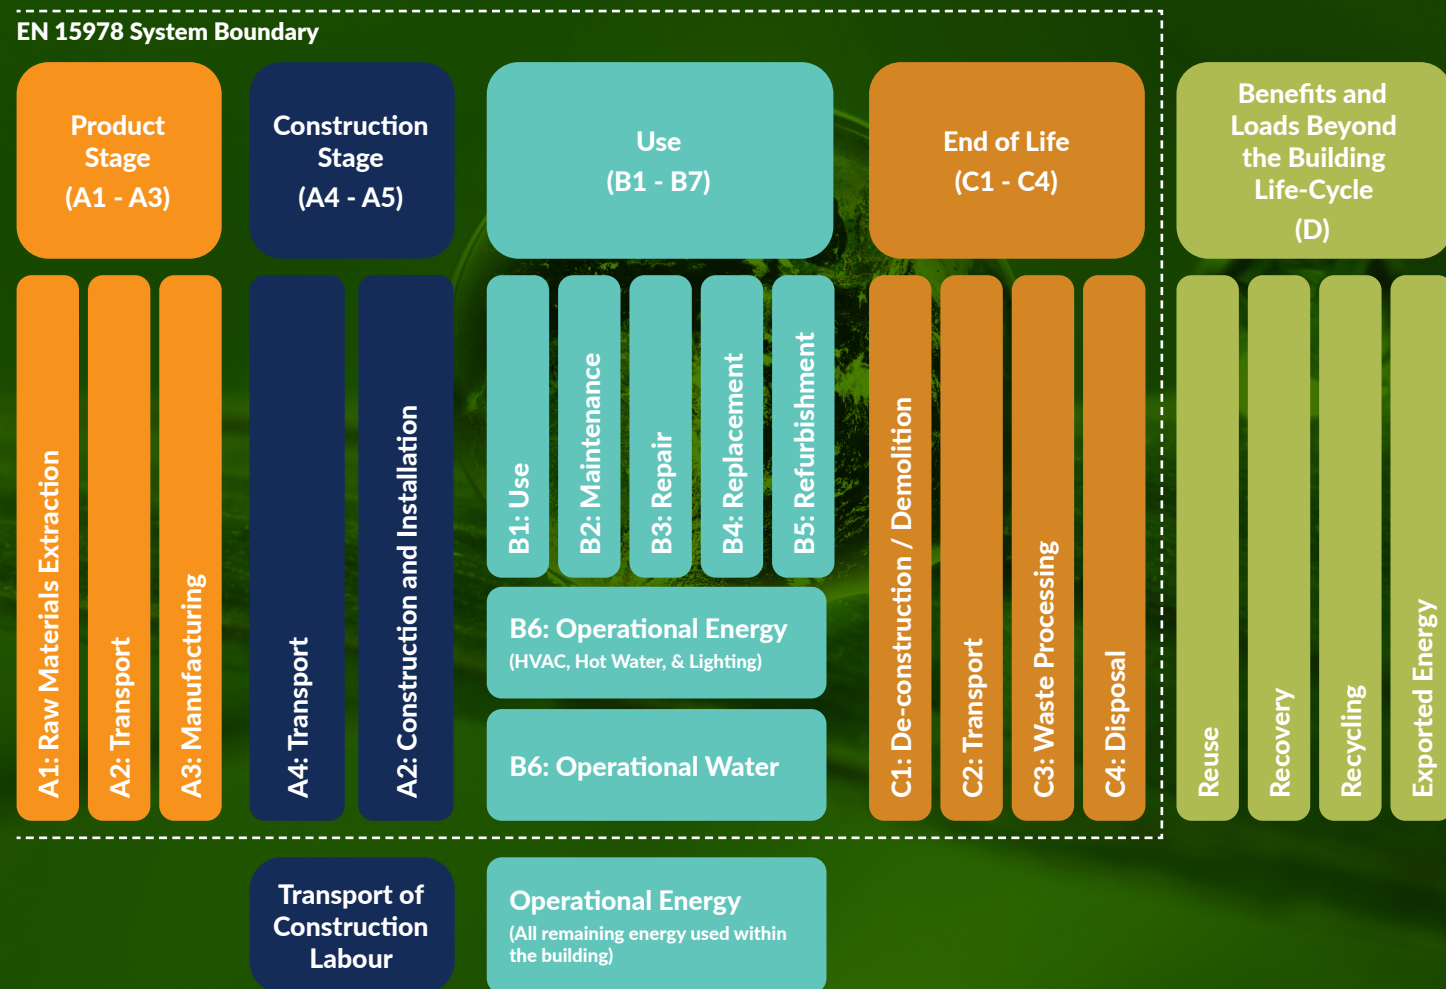 EN 15978 System Boundary
Product
Stage
(A1 - A3)
Construction
Stage
(A4 - A5)
Use
(B1 - B7)
End of Life
(C1 - C4)
Benefits and
Loads Beyond
the Building
Life-Cycle
(D)
A1: Raw Materials Extraction
A2: Transport
A3: Manufacturing
A4: Transport
A2: Construction and Installation
B1: Use
B2: Maintenance
B3: Repair
B4: Replacement
B5: Refurbishment
B6: Operational Energy
(HVAC, Hot Water, & Lighting)
B6: Operational Water
C1: De-construction / Demolition
C2: Transport
C3: Waste Processing
C4: Disposal
Reuse
Recovery
Recycling
Exported Energy
Transport of
Construction
Labour
Operational Energy
(All remaining energy used within
the building)